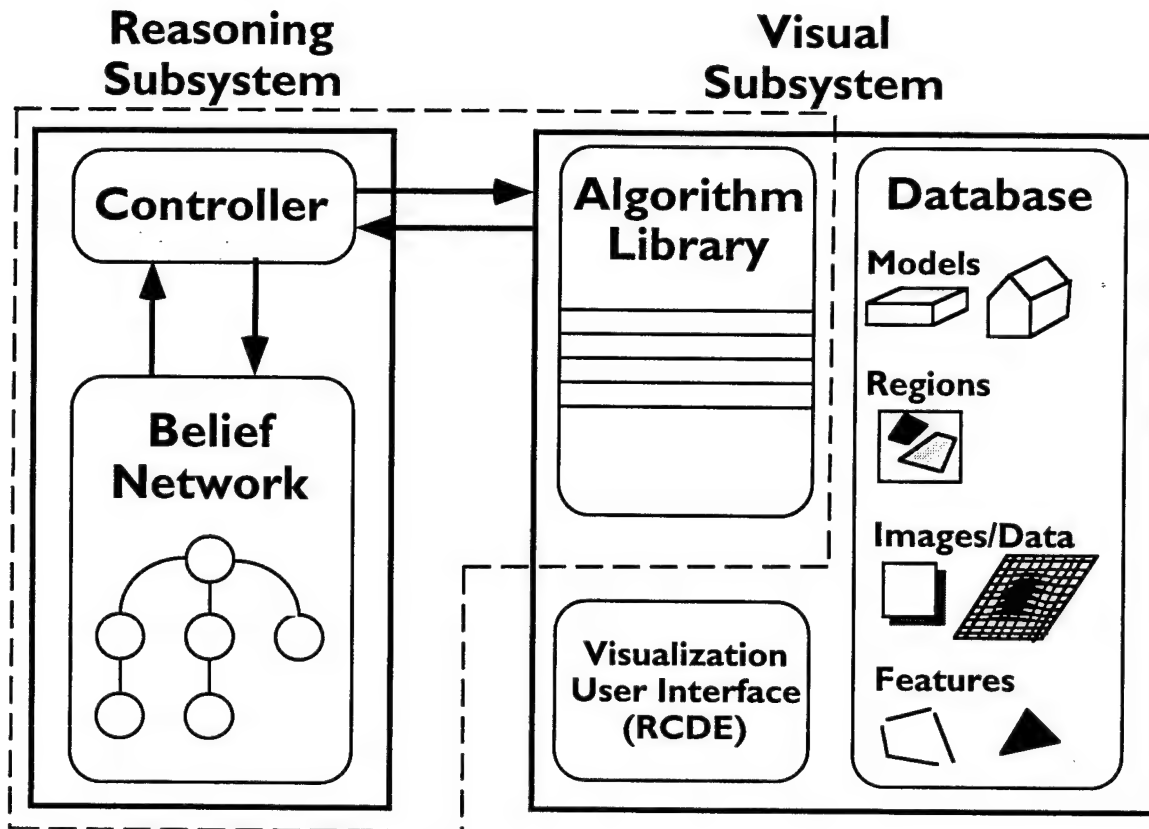 Reasoning
Subsystem
Visual
Subsystem
Controller
Belief
Network
Algorithm
Library
Visualization
User Interface
(RCDE)
Database
Models
Regions
Images/Data
Features